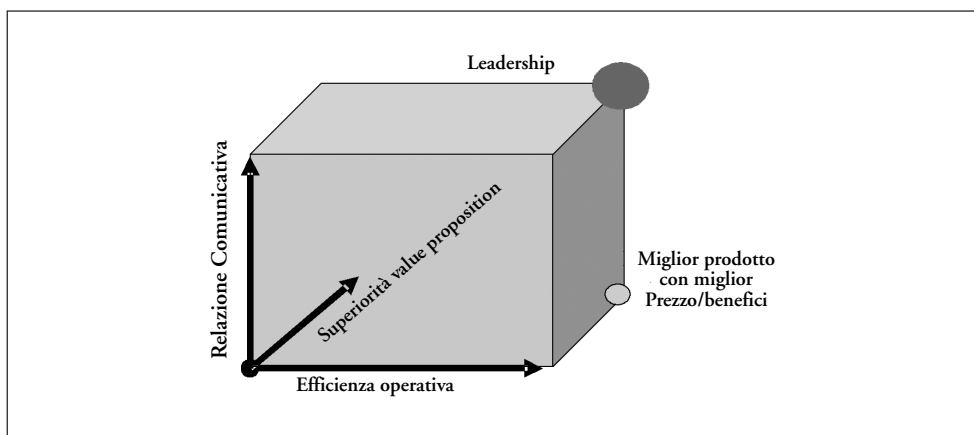 Leadership
Relazione Comunicativa
Superiorità value proposition
Miglior prodotto
con miglior
Prezzo/benefici
Efficienza operativa